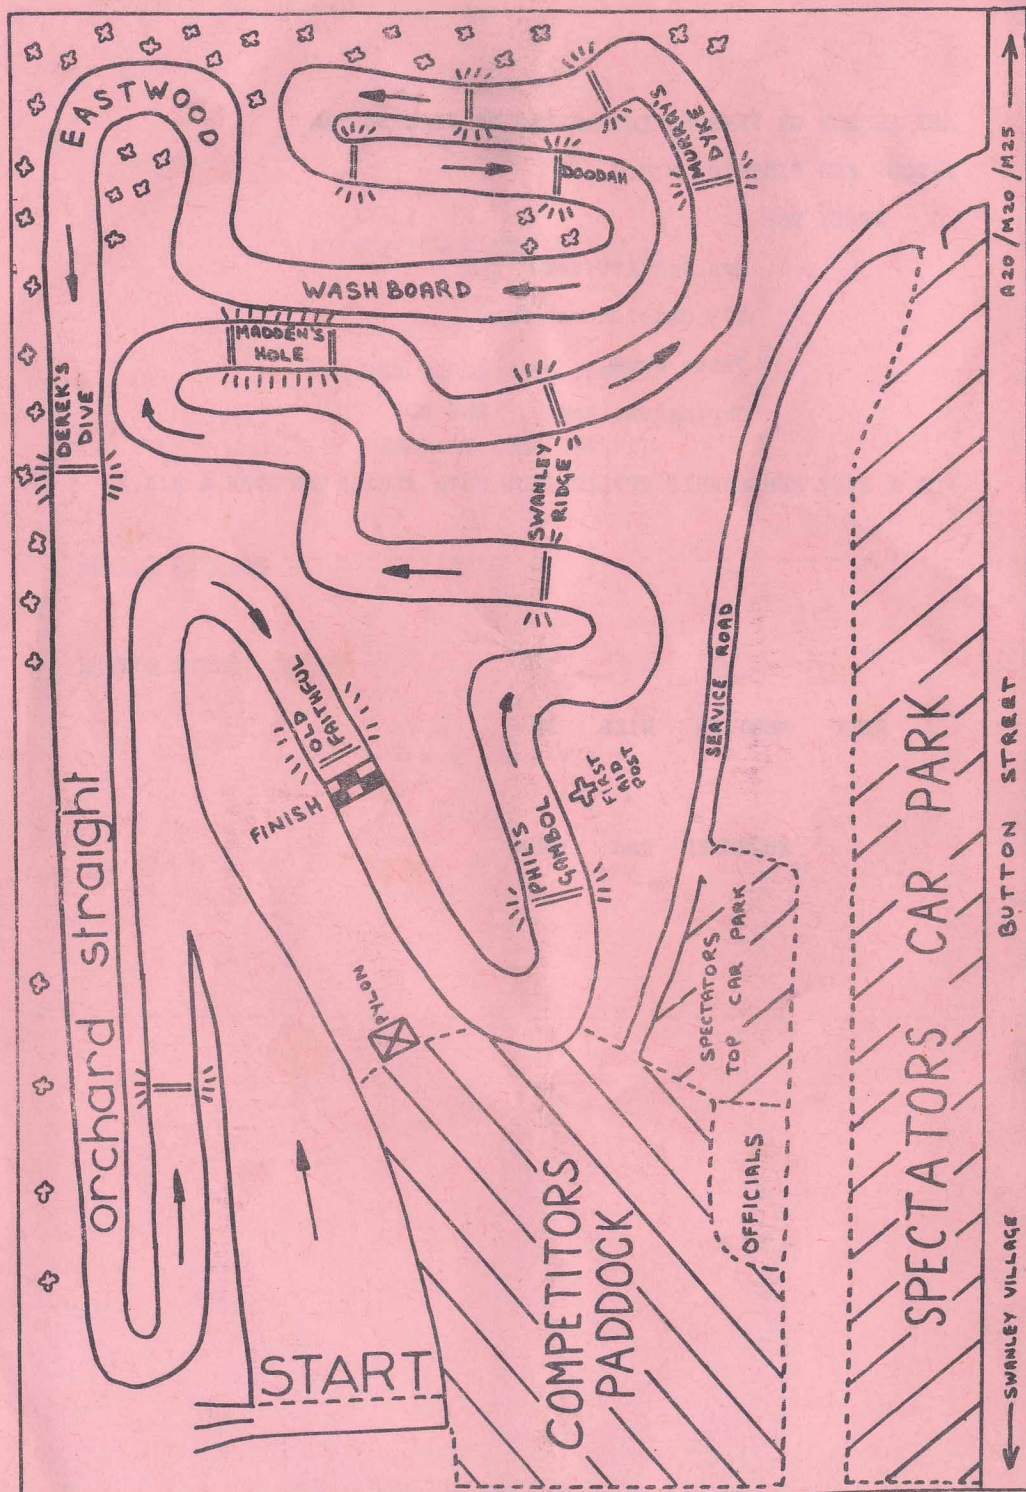 EASTWOOD
MURRAY'S
DYKE
DOODAH
WASHBOARD
MADDEN'S
HOLE
DEREK'S
DIVE
SWANLEY
RIDGE
A20/M20/M25
OLD
FAITHFUL
FINISH
PHIL'S
GAMBOL
FIRST
AID
POST
SERVICE ROAD
orchard straight
PYLON
SPECTATORS
TOP CAR PARK
OFFICIALS
COMPETITORS
PADDOCK
START
SPECTATORS CAR PARK
BUTTON STREET
SWANLEY VILLAGE